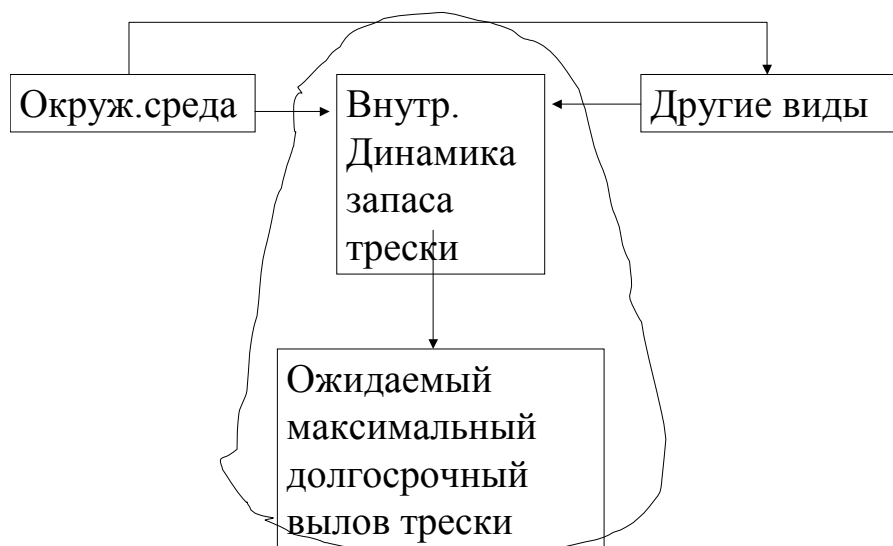 Окруж.среда
Внутр.
Динамика
запаса
трески
Другие виды
Ожидаемый
максимальный
долгосрочный
вылов трески